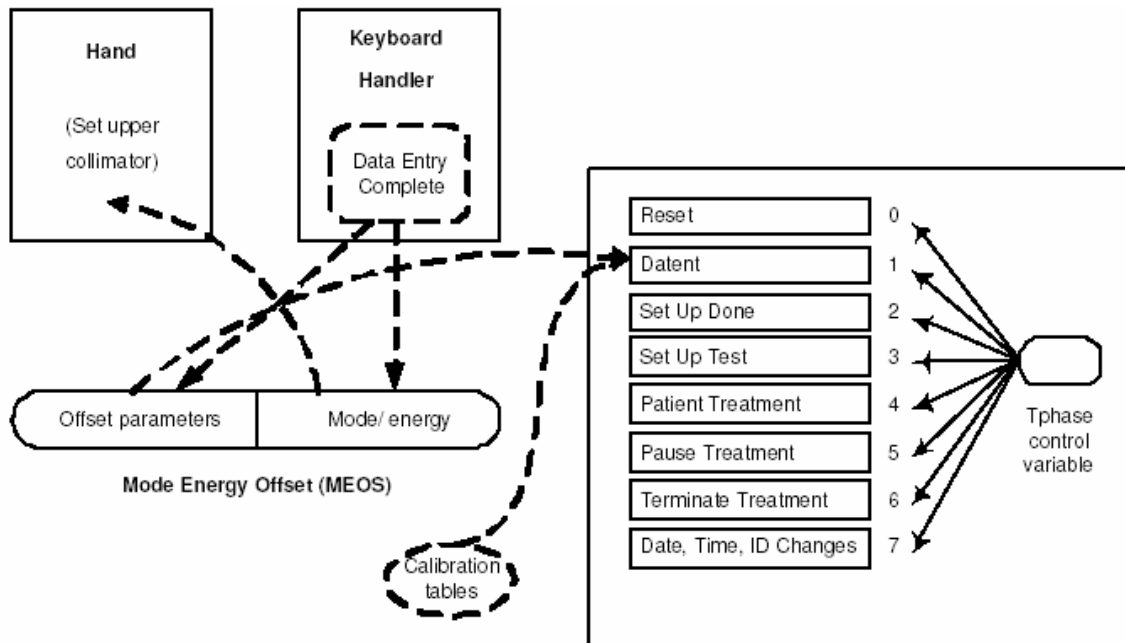 Hand
(Set upper
collimator)
Keyboard
Handler
Data Entry
Complete
Offset parameters
Mode/ energy
Mode Energy Offset (MEOS)
Calibration
tables
Reset 0
Datent 1
Set Up Done 2
Set Up Test 3
Patient Treatment 4
Pause Treatment 5
Terminate Treatment 6
Date, Time, ID Changes 7
Tphase
control
variable